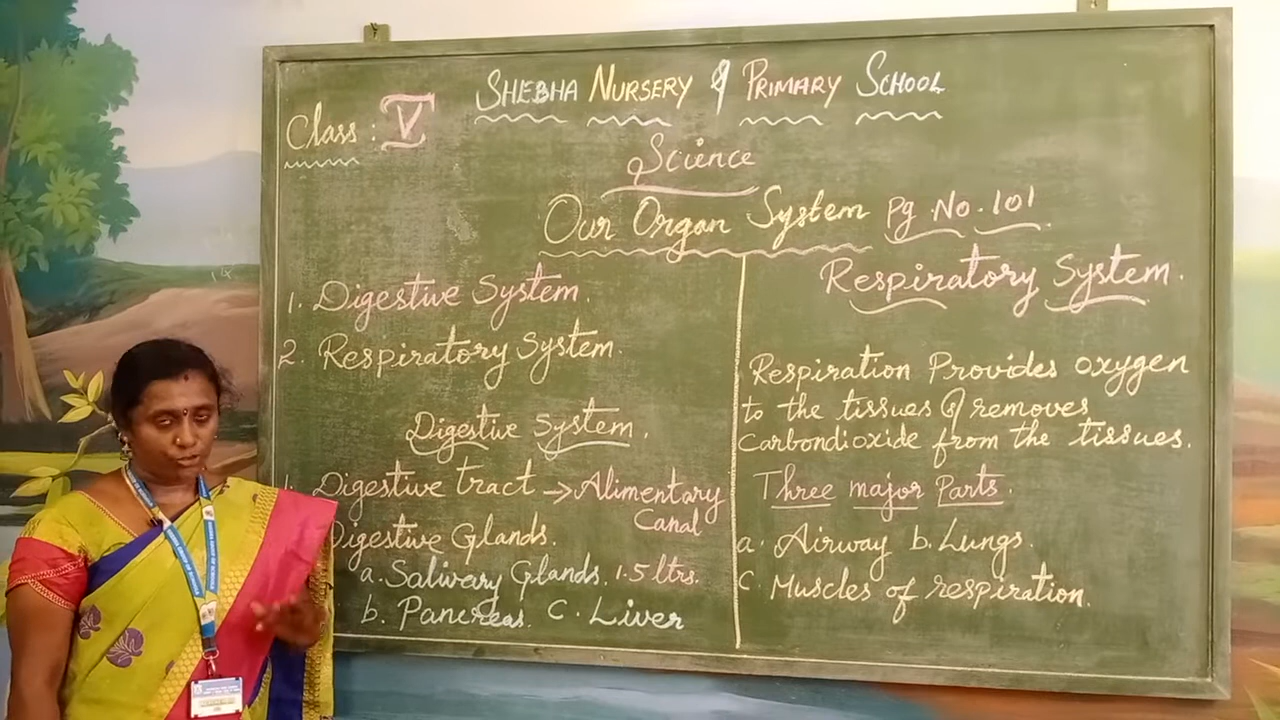 SHEBHA NURSERY & PRIMARY SCHOOL
Class : V
Science
Our Organ System Pg No. 101
1. Digestive System.
2. Respiratory System.
Digestive System.
1. Digestive tract → Alimentary
Canal
Digestive Glands.
a. Salivary Glands. 1.5 ltrs.
b. Pancreas. C. Liver
Respiratory System.
Respiration Provides oxygen
to the tissues & removes
Carbondioxide from the tissues.
Three major Parts.
a. Airway b. Lungs.
C. Muscles of respiration.